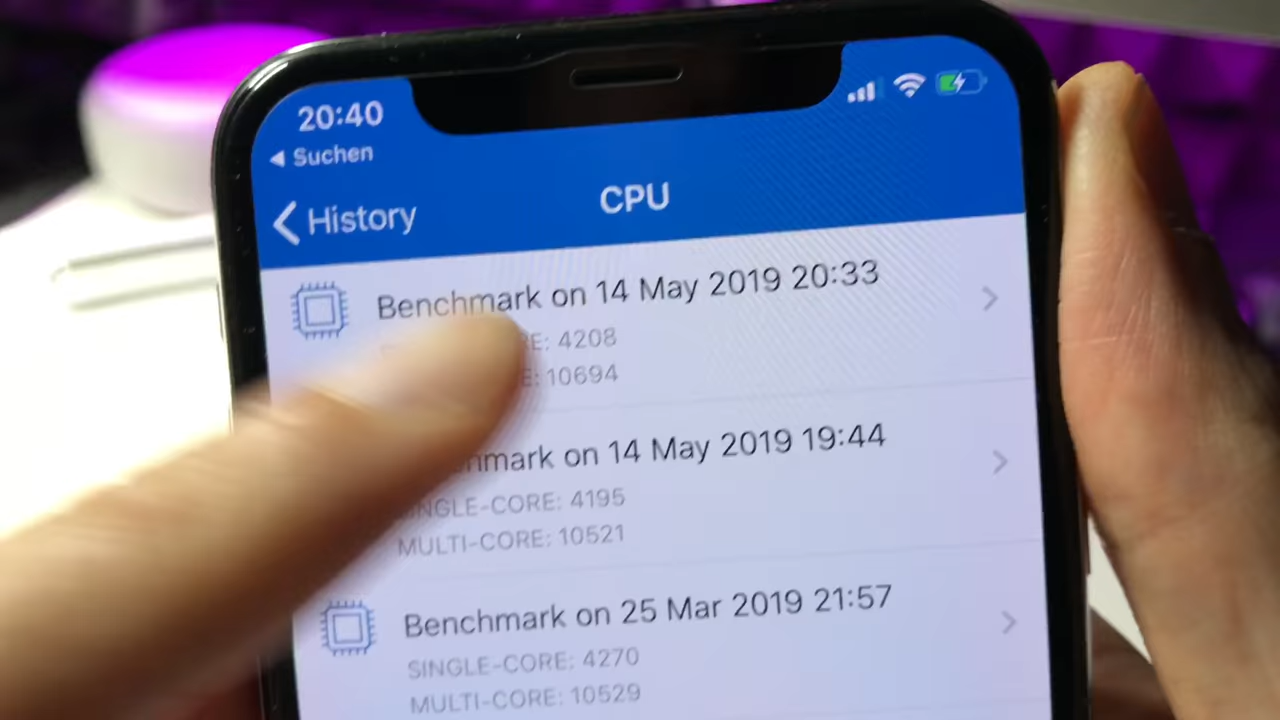 20:40
Suchen
History
CPU
Benchmark on 14 May 2019 20:33
RE: 4208
E: 10694
mark on 14 May 2019 19:44
NGLE-CORE: 4195
MULTI-CORE: 10521
Benchmark on 25 Mar 2019 21:57
SINGLE-CORE: 4270
MULTI-CORE: 10529